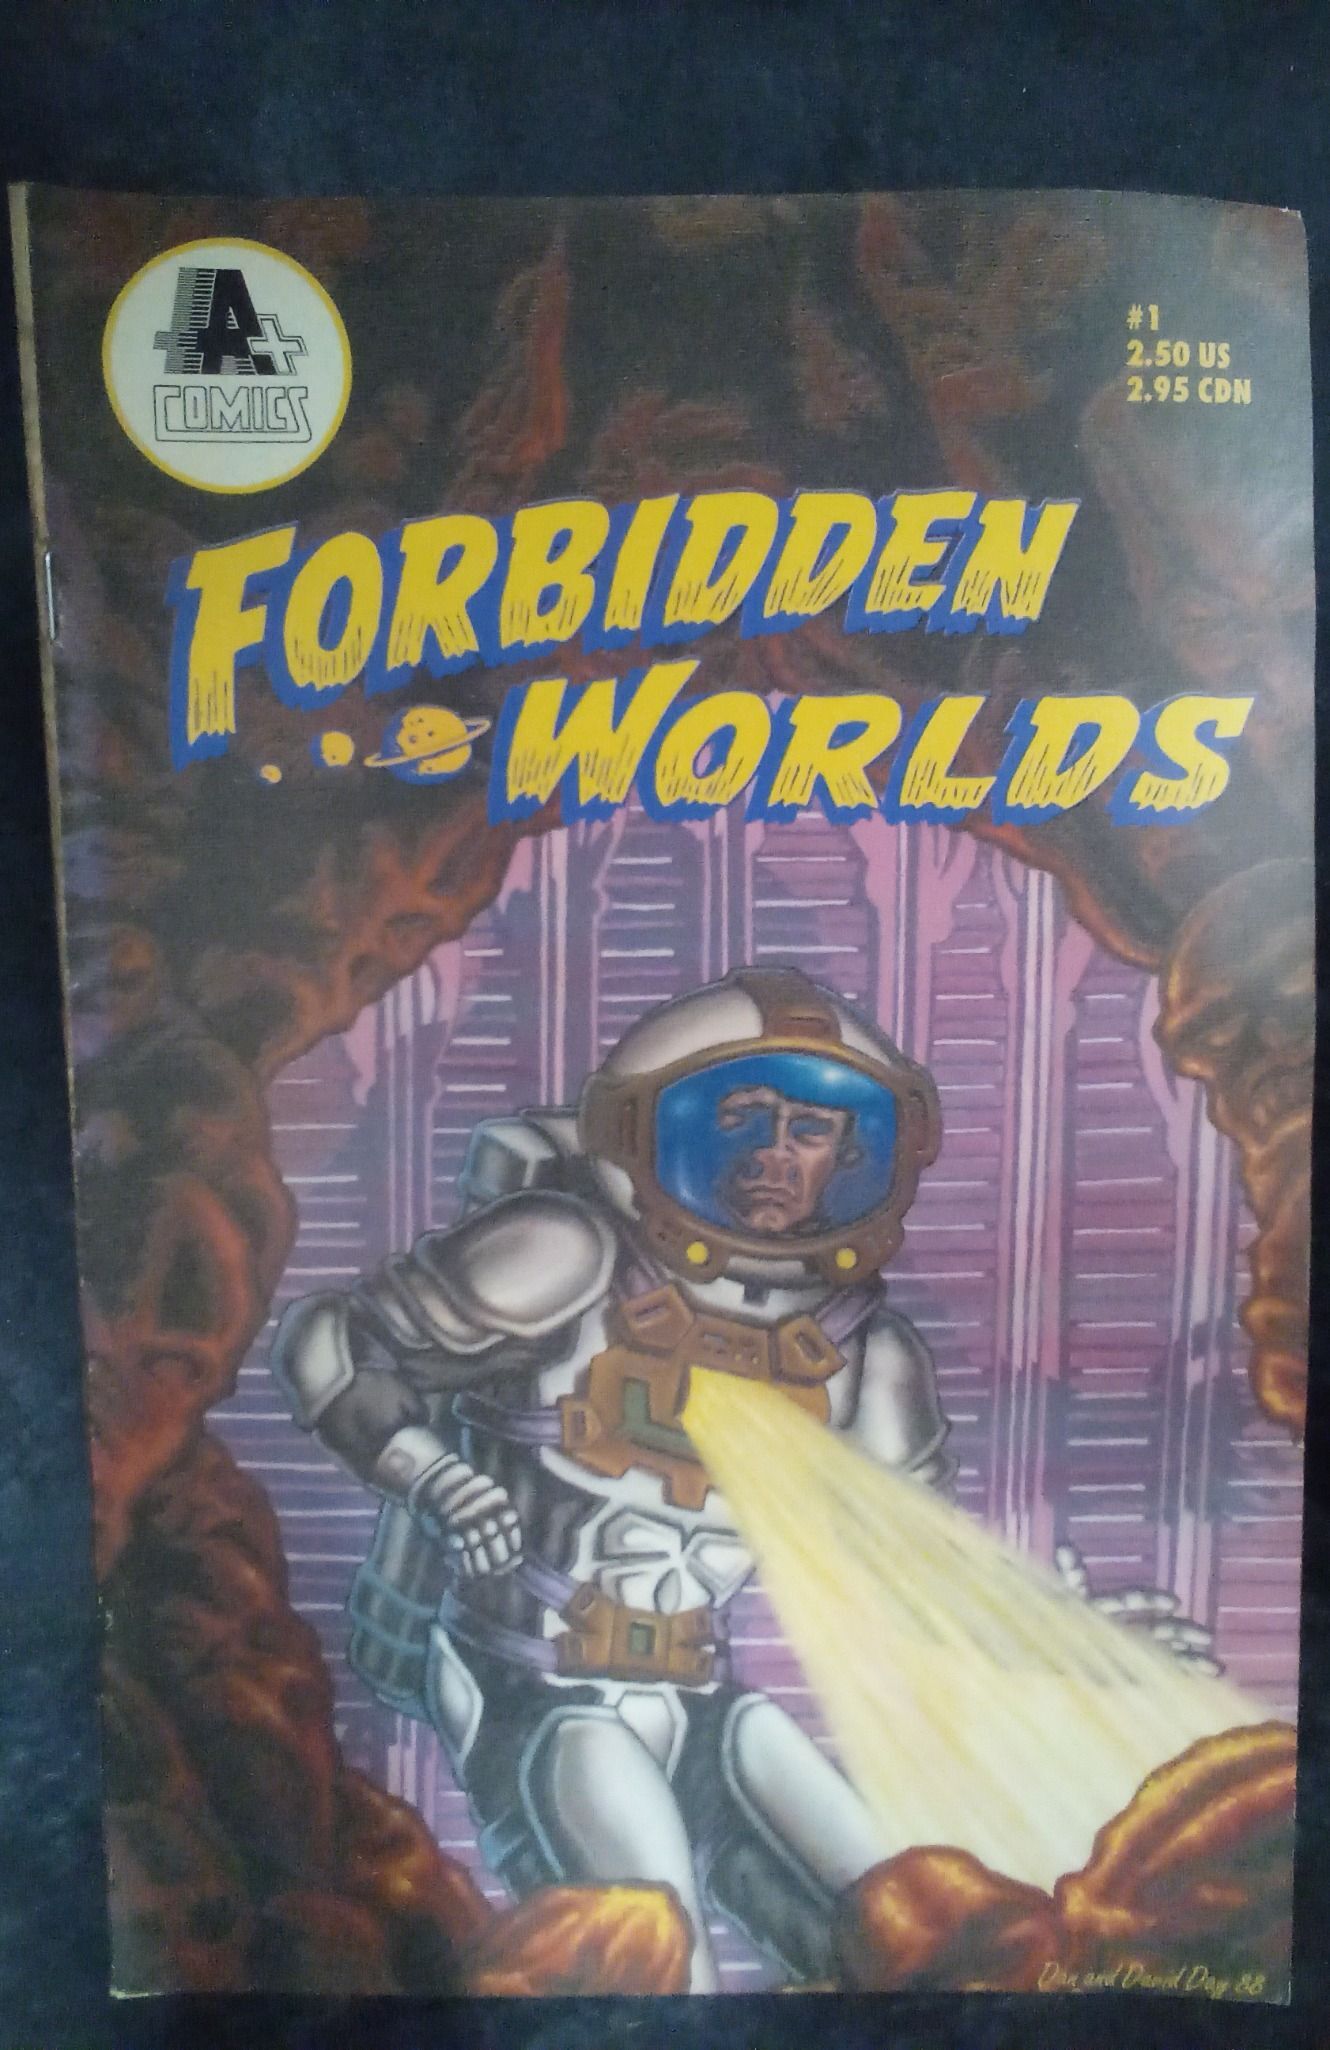 A+
COMICS
#1
2.50 US
2.95 CDN
FORBIDDEN
WORLDS
Dan and David Day 88